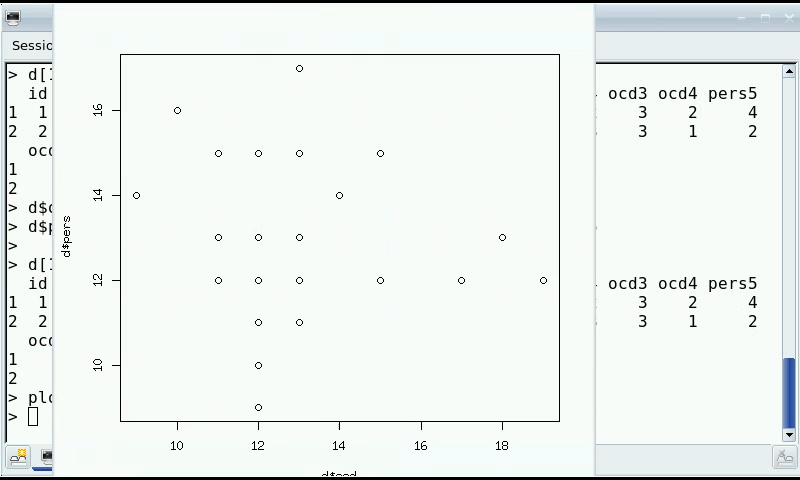 Sessio
> d[1
id
ocd3 ocd4 pers5
1 1
3 2 4
2 2
3 1 2
ocd
1
2
> d$o
> d$p
>
> d[1
id
ocd3 ocd4 pers5
1 1
3 2 4
2 2
3 1 2
1
2
> plo
>
d$pers
16
14
12
10
10 12 14 16 18